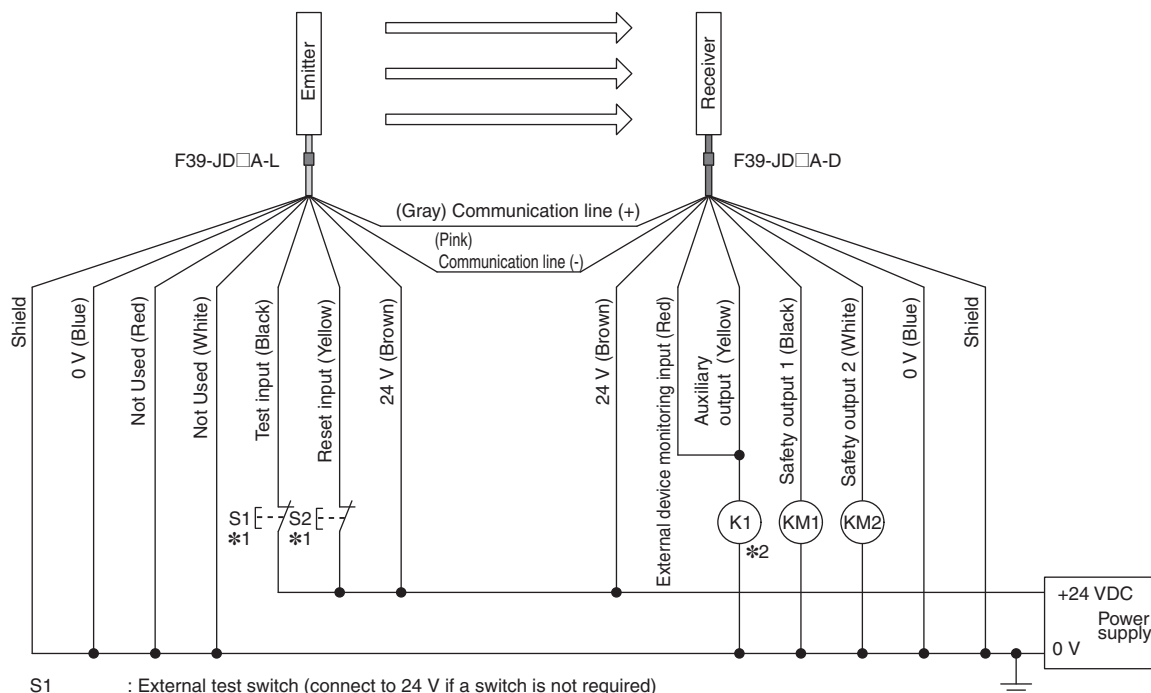 Emitter
Receiver
F39-JD□A-L
F39-JD□A-D
(Gray) Communication line (+)
(Pink)
Communication line (-)
Shield
0 V (Blue)
Not Used (Red)
Not Used (White)
Test input (Black)
Reset input (Yellow)
24 V (Brown)
24 V (Brown)
External device monitoring input (Red)
Auxiliary
output (Yellow)
Safety output 1 (Black)
Safety output 2 (White)
0 V (Blue)
Shield
S1
*1
S2
*1
K1
*2
KM1
KM2
+24 VDC
Power
supply
0 V
S1 : External test switch (connect to 24 V if a switch is not required)